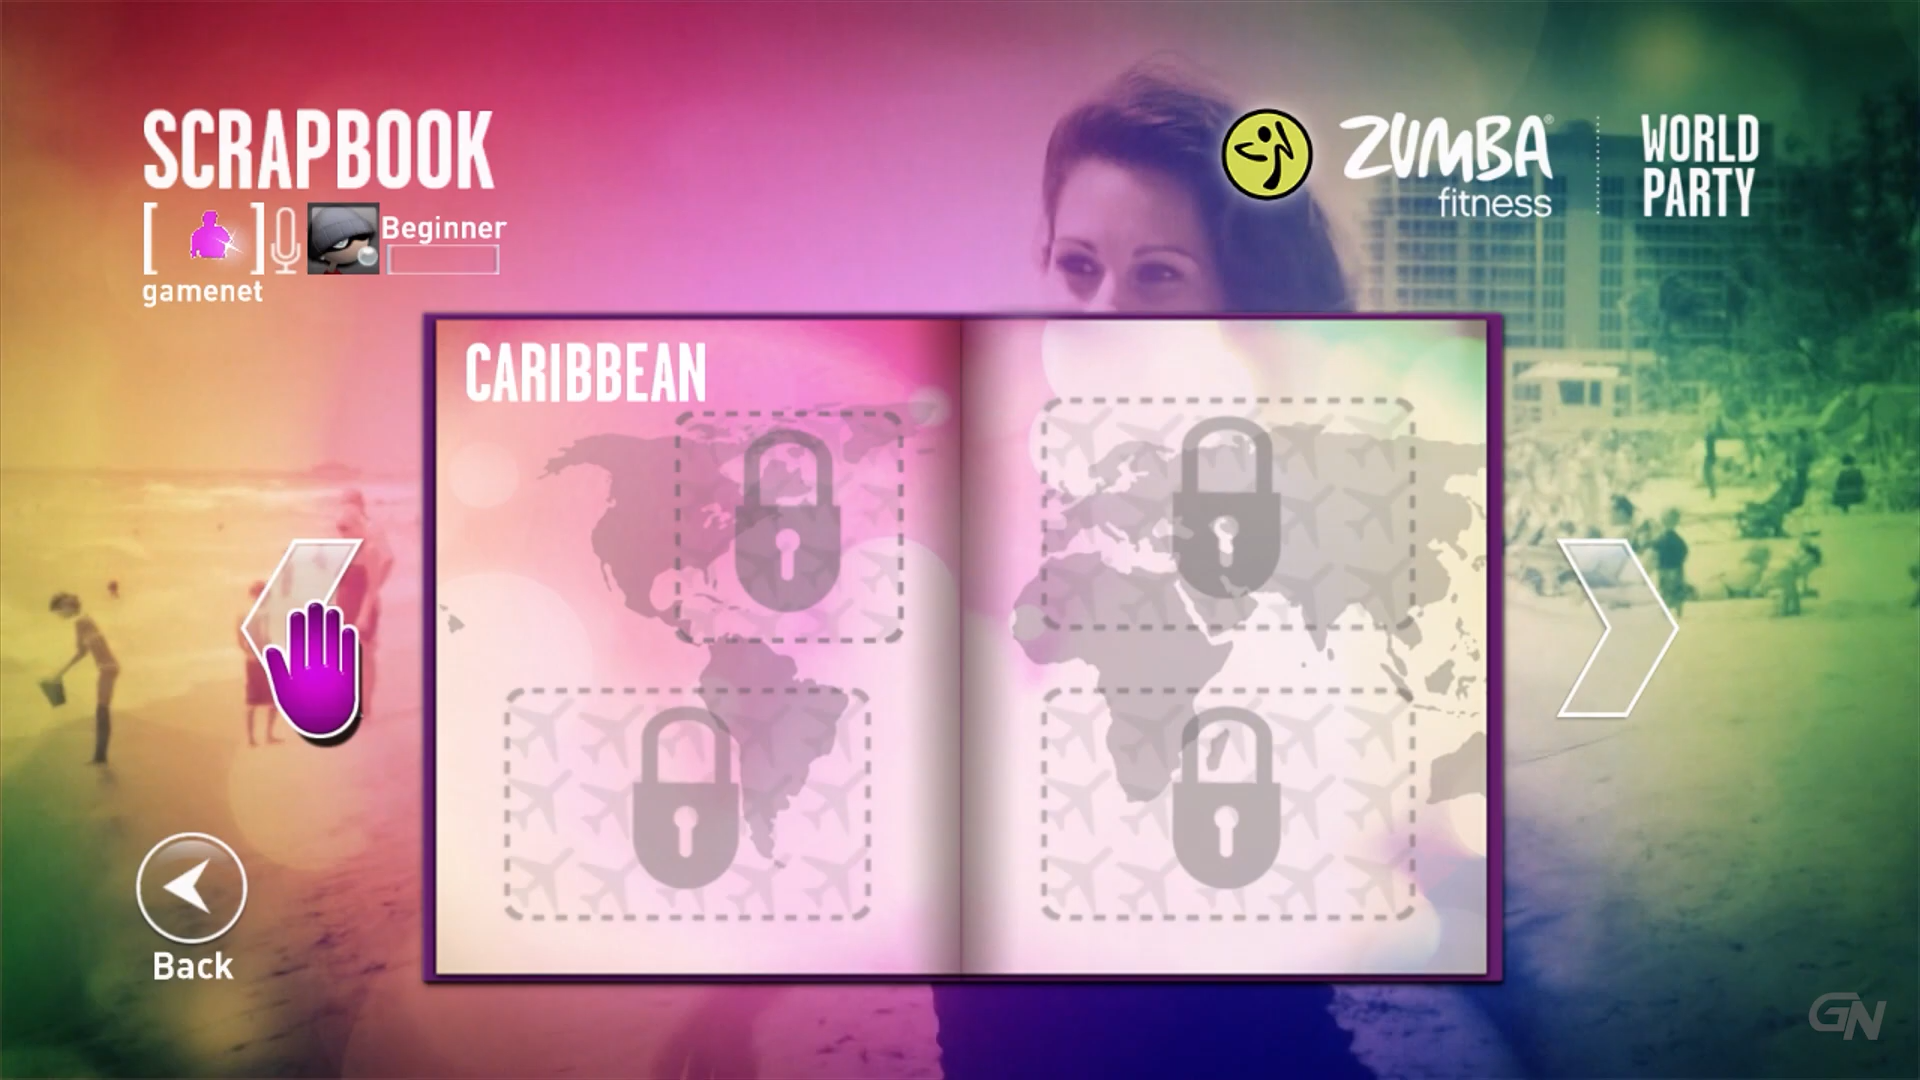 SCRAPBOOK
Beginner
gamenet
ZUMBA®
fitness
WORLD
PARTY
CARIBBEAN
Back
GN